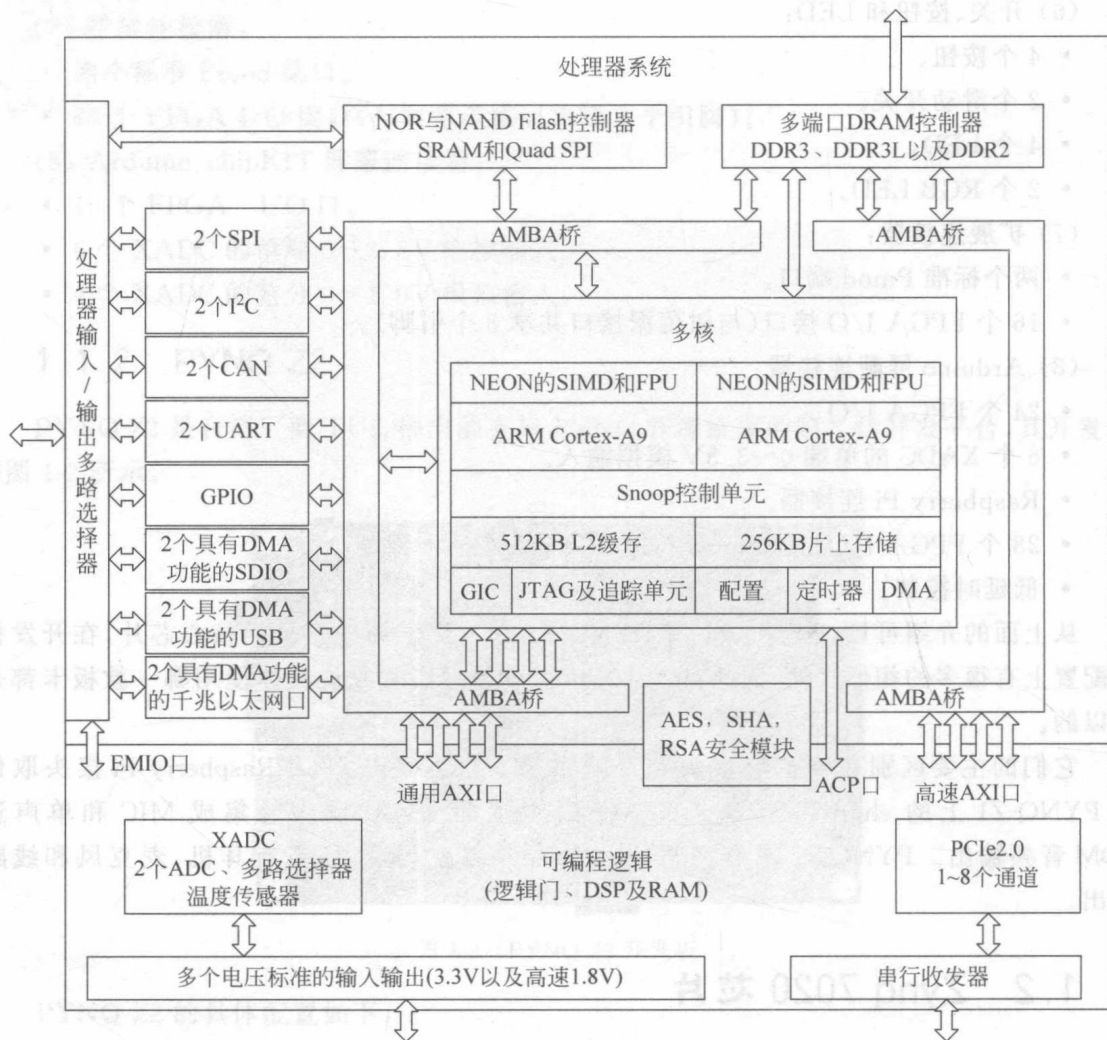 处理器系统
NOR与NAND Flash控制器
SRAM和Quad SPI
多端口DRAM控制器
DDR3、DDR3L以及DDR2
AMBA桥
AMBA桥
处理器输入/输出多路选择器
2个SPI
2个I²C
2个CAN
2个UART
GPIO
2个具有DMA
功能的SDIO
2个具有DMA
功能的USB
2个具有DMA功能
的千兆以太网口
多核
NEON的SIMD和FPU
NEON的SIMD和FPU
ARM Cortex-A9
ARM Cortex-A9
Snoop控制单元
512KB L2缓存
256KB片上存储
GIC
JTAG及追踪单元
配置
定时器
DMA
AMBA桥
AMBA桥
AES，SHA，
RSA安全模块
EMIO口
通用AXI口
ACP口
高速AXI口
XADC
2个ADC、多路选择器
温度传感器
可编程逻辑
(逻辑门、DSP及RAM)
PCIe2.0
1~8个通道
多个电压标准的输入输出(3.3V以及高速1.8V)
串行收发器